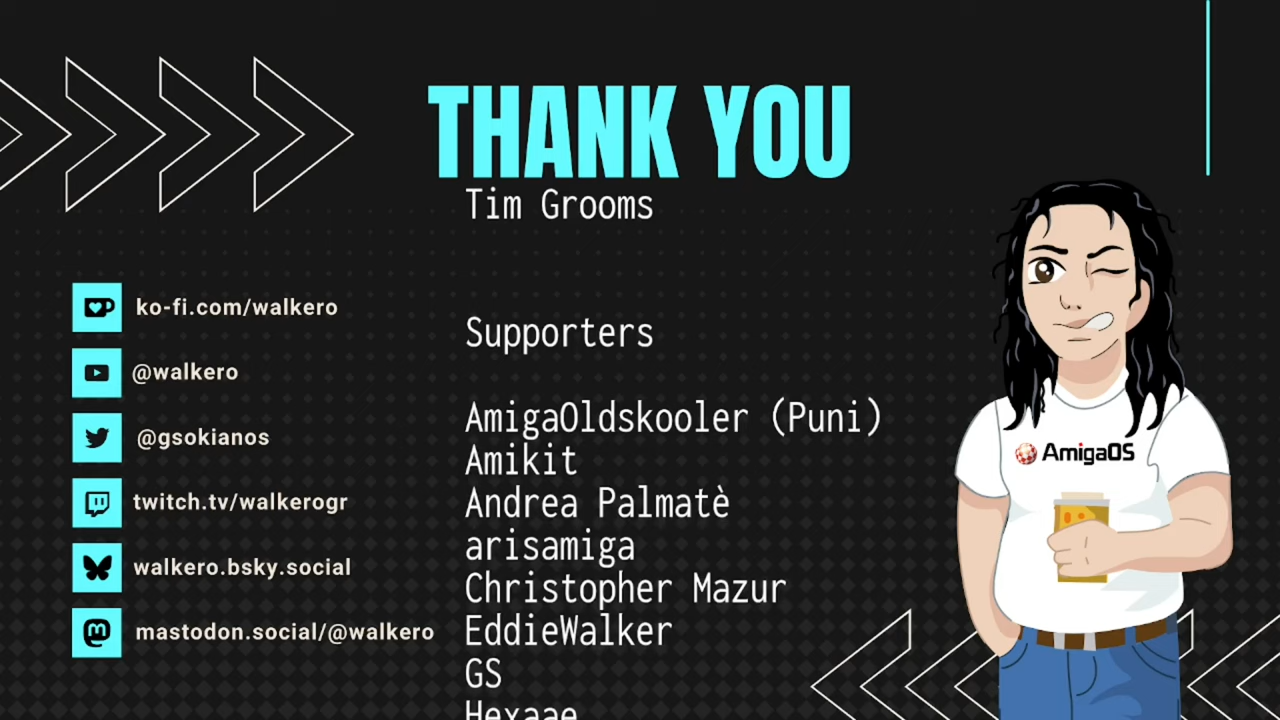 THANK YOU
Tim Grooms
ko-fi.com/walkero
@walkero
@gsokianos
twitch.tv/walkerogr
walkero.bsky.social
mastodon.social/@walkero
Supporters
AmigaOldskooler (Puni)
Amikit
Andrea Palmatè
arisamiga
Christopher Mazur
EddieWalker
GS
Hexaae
AmigaOS